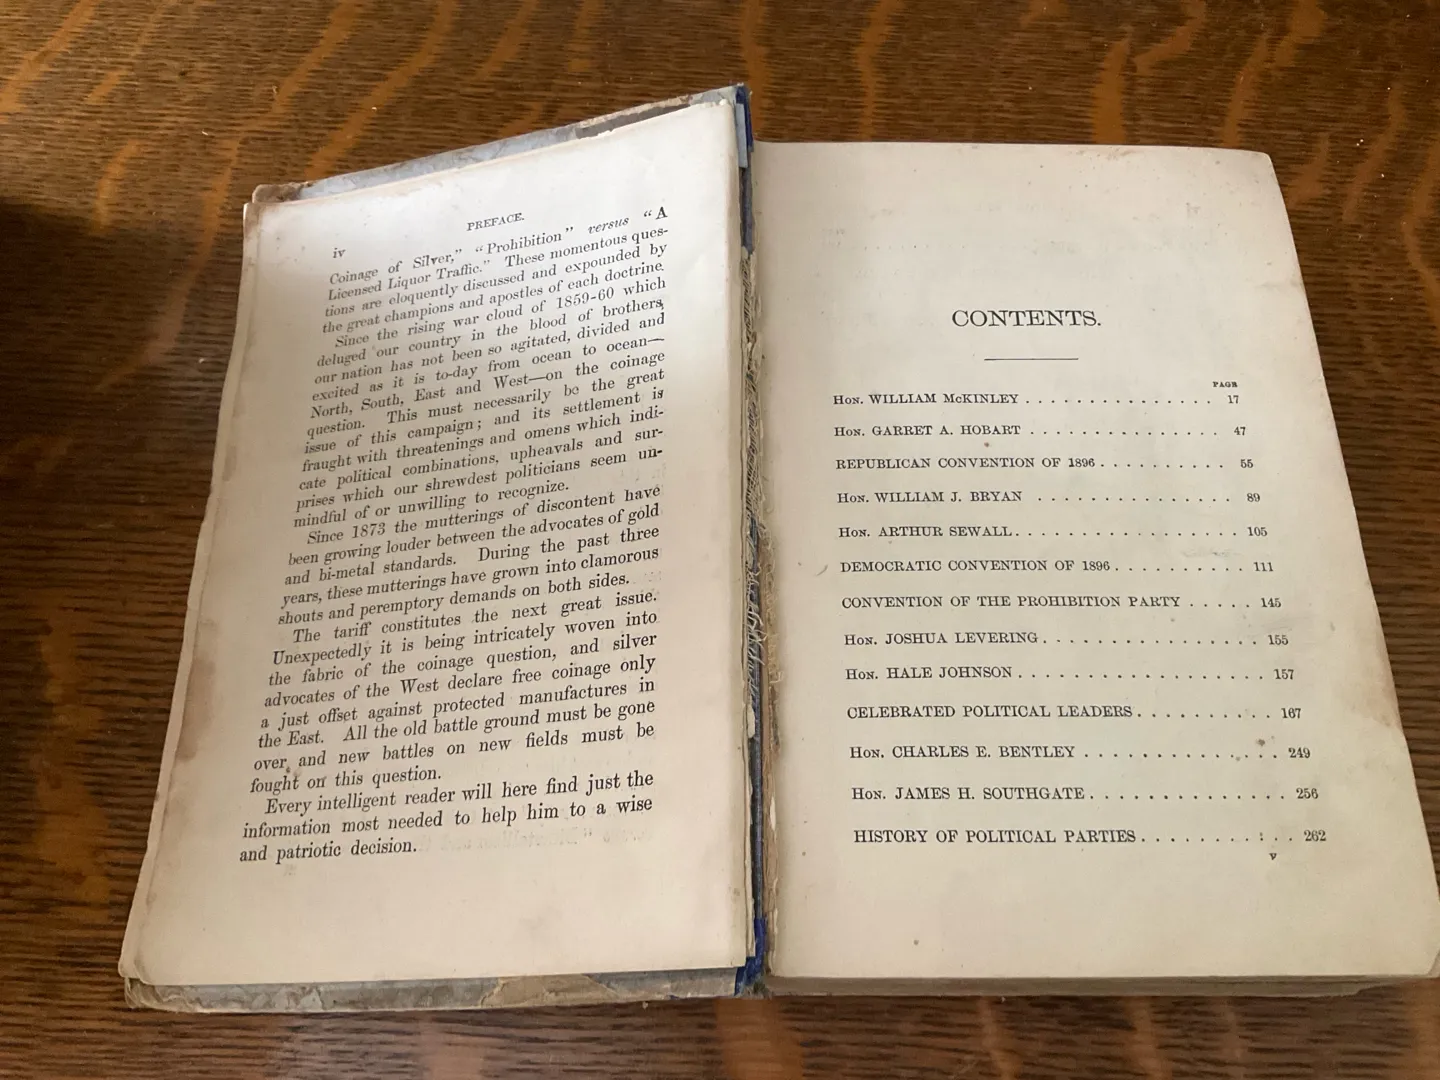 iv
PREFACE.
Coinage of Silver," "Prohibition" versus "A
Licensed Liquor Traffic." These momentous ques-
tions are eloquently discussed and expounded by
the great champions and apostles of each doctrine.
Since the rising war cloud of 1859-60 which
deluged our country in the blood of brothers,
our nation has not been so agitated, divided and
excited as it is to-day from ocean to ocean—
North, South, East and West—on the coinage
question. This must necessarily be the great
issue of this campaign; and its settlement is
fraught with threatenings and omens which indi-
cate political combinations, upheavals and sur-
prises which our shrewdest politicians seem un-
mindful of or unwilling to recognize.
Since 1873 the mutterings of discontent have
been growing louder between the advocates of gold
and bi-metal standards. During the past three
years, these mutterings have grown into clamorous
shouts and peremptory demands on both sides.
The tariff constitutes the next great issue.
Unexpectedly it is being intricately woven into
the fabric of the coinage question, and silver
advocates of the West declare free coinage only
a just offset against protected manufactures in
the East. All the old battle ground must be gone
over, and new battles on new fields must be
fought on this question.
Every intelligent reader will here find just the
information most needed to help him to a wise
and patriotic decision.
CONTENTS.
PAGE
Hon. WILLIAM McKINLEY . . . . . . . . . . . . . . . 17
Hon. GARRET A. HOBART . . . . . . . . . . . . . . . 47
REPUBLICAN CONVENTION OF 1896 . . . . . . . . . . 55
Hon. WILLIAM J. BRYAN . . . . . . . . . . . . . . . 89
Hon. ARTHUR SEWALL . . . . . . . . . . . . . . . . . 105
DEMOCRATIC CONVENTION OF 1896 . . . . . . . . . . 111
CONVENTION OF THE PROHIBITION PARTY . . . . . 145
Hon. JOSHUA LEVERING . . . . . . . . . . . . . . . . 155
Hon. HALE JOHNSON . . . . . . . . . . . . . . . . . . 157
CELEBRATED POLITICAL LEADERS . . . . . . . . . . 167
Hon. CHARLES E. BENTLEY . . . . . . . . . . . . . . 249
Hon. JAMES H. SOUTHGATE . . . . . . . . . . . . . . 256
HISTORY OF POLITICAL PARTIES . . . . . . . . . . 262
v